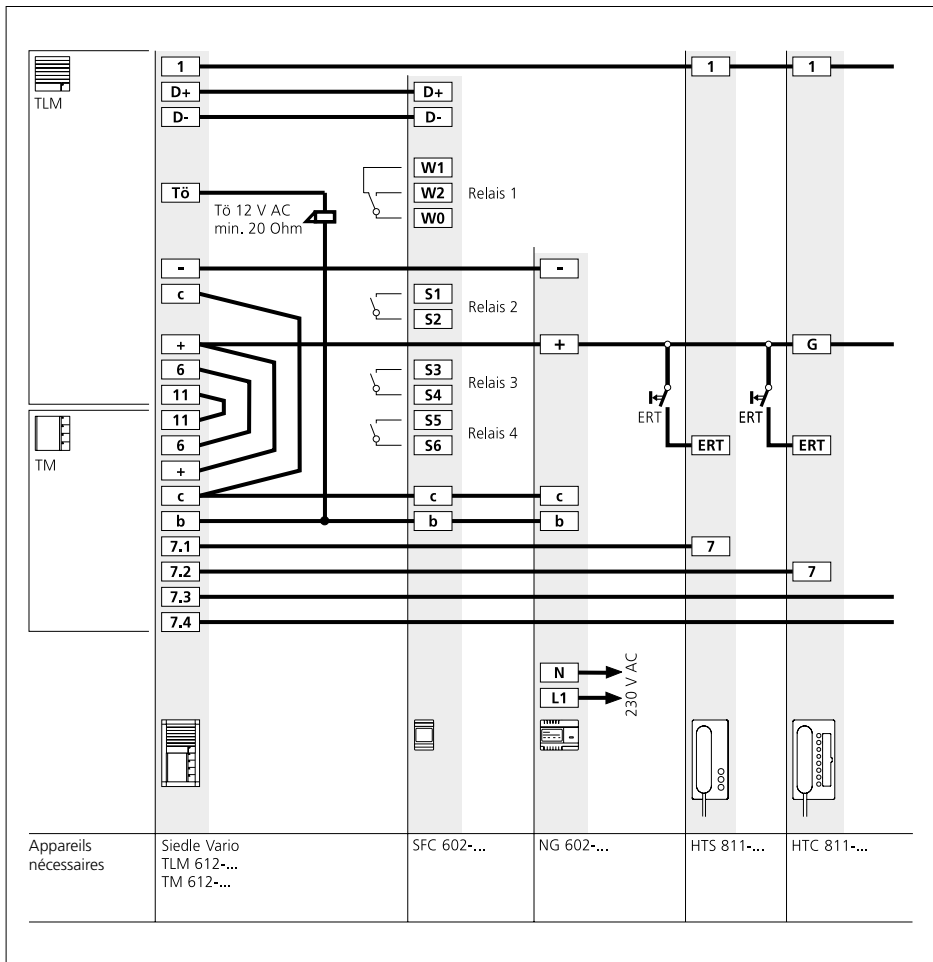 TLM
1 1 1
D+ D+
D- D-
W1
Tö W2 Relais 1
Tö 12 V AC
min. 20 Ohm
W0
- -
c S1
Relais 2
S2
+ + G
6 S3
Relais 3
11 S4
ERT ERT
11 S5
Relais 4
6 S6 ERT ERT
TM
+
c c c
b b b
7.1 7
7.2 7
7.3
7.4
N
L1
230 V AC
Appareils
nécessaires
Siedle Vario
TLM 612-...
TM 612-...
SFC 602-...
NG 602-...
HTS 811-...
HTC 811-...